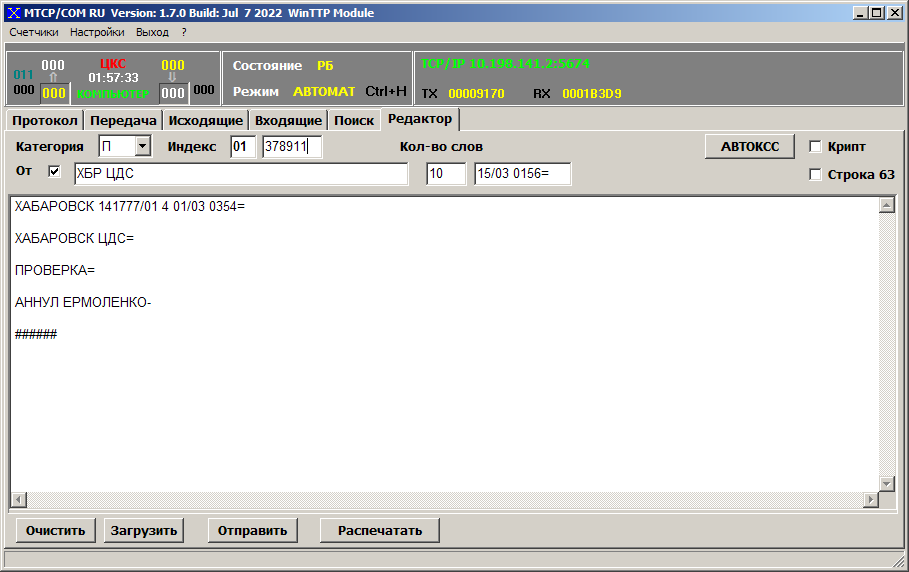 MTCP/COM RU Version: 1.7.0 Build: Jul 7 2022 WinTTP Module
Счетчики Настройки Выход ?
000 ЦКС 000
011 01:57:33
000 000 КОМПЬЮТЕР 000 000
Состояние РБ
Режим АВТОМАТ Ctrl+H
TCP/IP 10.198.141.2:5674
TX 00009170 RX 0001B3D9
Протокол Передача Исходящие Входящие Поиск Редактор
Категория П Индекс 01 378911 Кол-во слов АВТОКСС Крипт
От ХБР ЦДС 10 15/03 0156= Строка 63
ХАБАРОВСК 141777/01 4 01/03 0354=
ХАБАРОВСК ЦДС=
ПРОВЕРКА=
АННУЛ ЕРМОЛЕНКО-
######
Очистить Загрузить Отправить Распечатать